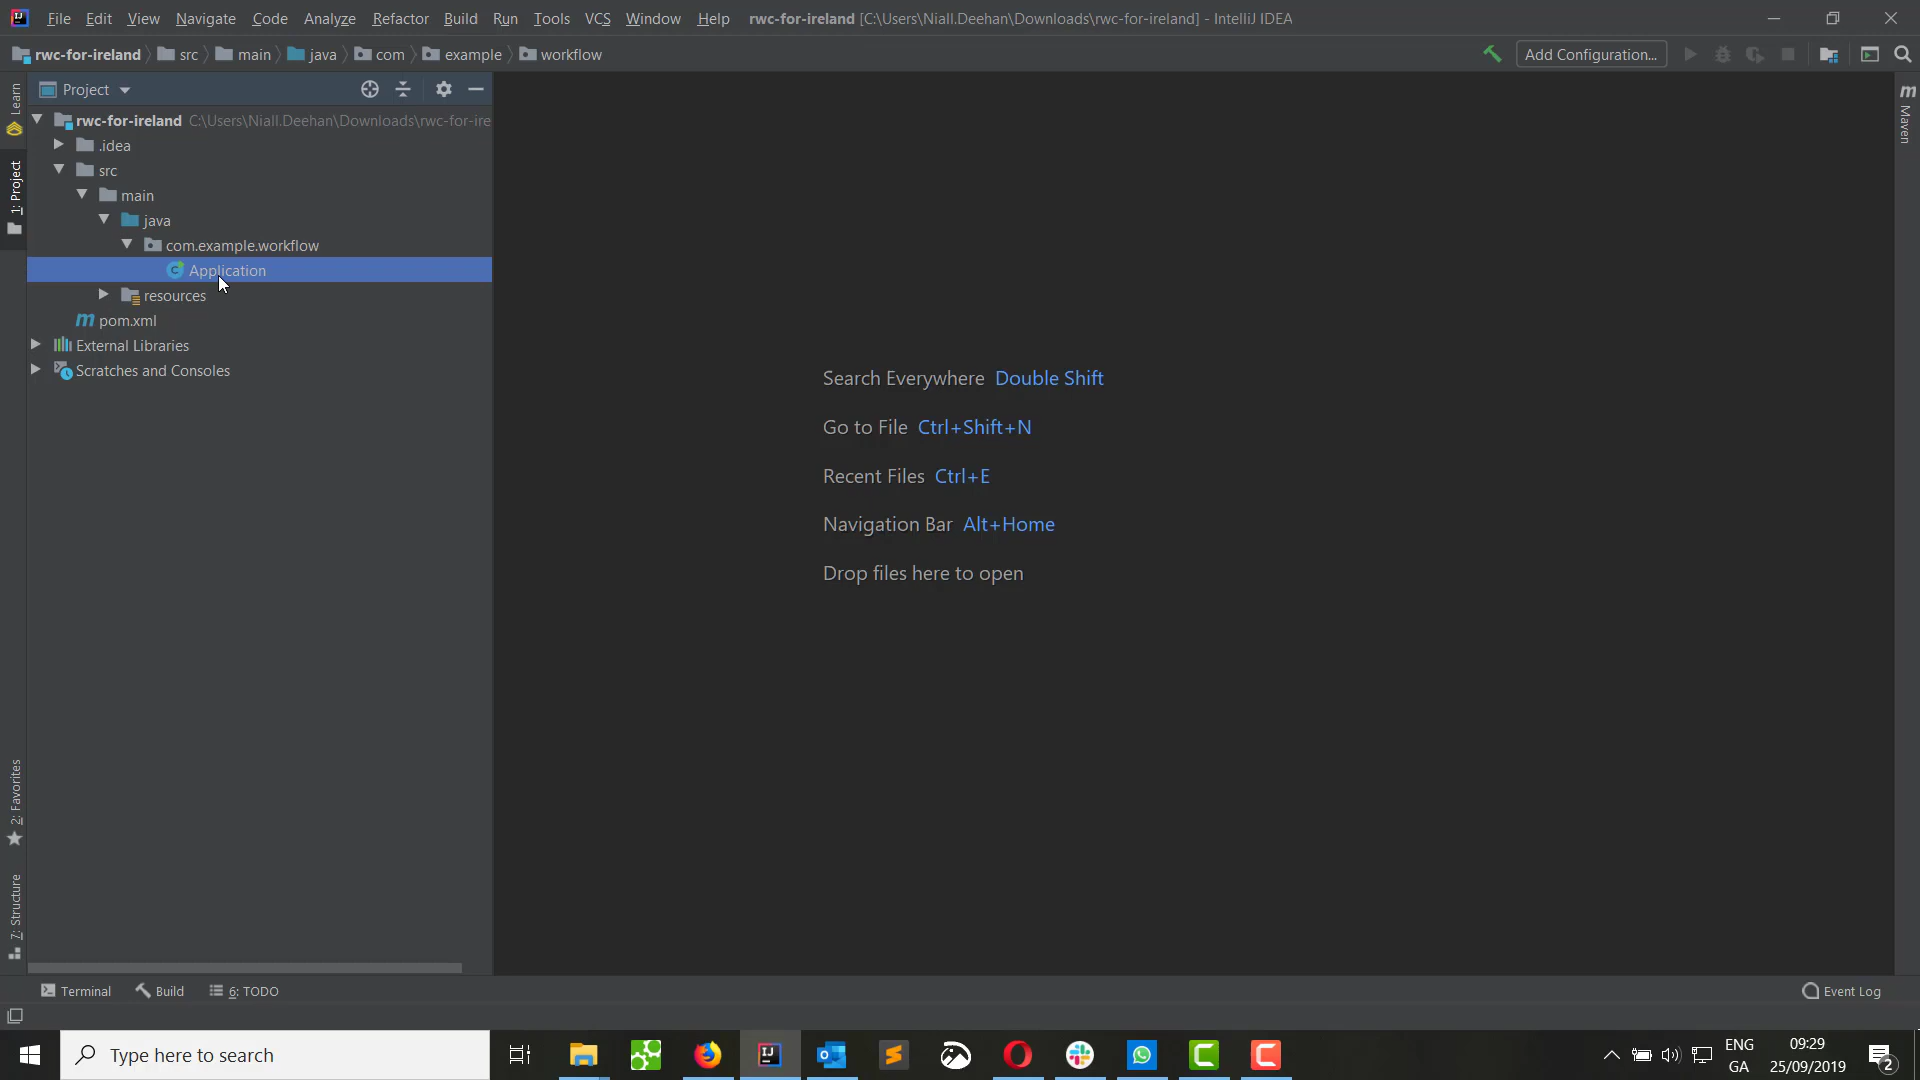 File Edit View Navigate Code Analyze Refactor Build Run Tools VCS Window Help rwc-for-ireland [C:\Users\Niall.Deehan\Downloads\rwc-for-ireland] - IntelliJ IDEA
rwc-for-ireland src main java com example workflow Add Configuration...
Project
Learn
1: Project
2: Favorites
7: Structure
rwc-for-ireland C:\Users\Niall.Deehan\Downloads\rwc-for-ire
.idea
src
main
java
com.example.workflow
Application
resources
pom.xml
External Libraries
Scratches and Consoles
Search Everywhere Double Shift
Go to File Ctrl+Shift+N
Recent Files Ctrl+E
Navigation Bar Alt+Home
Drop files here to open
Maven
Terminal Build 6: TODO Event Log
Type here to search
ENG
GA
09:29
25/09/2019
2